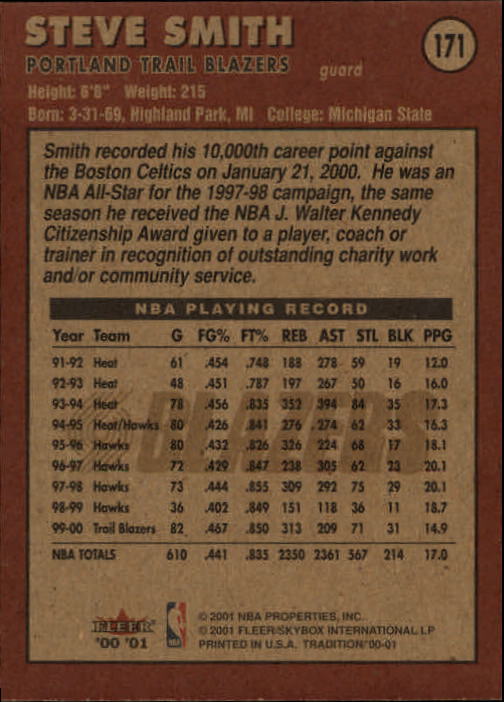 STEVE SMITH
171
PORTLAND TRAIL BLAZERS guard
Height: 6'8" Weight: 215
Born: 3-31-69, Highland Park, MI College: Michigan State
Smith recorded his 10,000th career point against
the Boston Celtics on January 21, 2000. He was an
NBA All-Star for the 1997-98 campaign, the same
season he received the NBA J. Walter Kennedy
Citizenship Award given to a player, coach or
trainer in recognition of outstanding charity work
and/or community service.
NBA PLAYING RECORD
Year Team G FG% FT% REB AST STL BLK PPG
91-92 Heat 61 .454 .748 188 278 59 19 12.0
92-93 Heat 48 .451 .787 197 267 50 16 16.0
93-94 Heat 78 .456 .835 352 394 84 35 17.3
94-95 Heat/Hawks 80 .426 .841 276 274 62 33 16.3
95-96 Hawks 80 .432 .826 326 224 68 17 18.1
96-97 Hawks 72 .429 .847 238 305 62 23 20.1
97-98 Hawks 73 .444 .855 309 292 75 29 20.1
98-99 Hawks 36 .402 .849 151 118 36 11 18.7
99-00 Trail Blazers 82 .467 .850 313 209 71 31 14.9
NBA TOTALS 610 .441 .835 2350 2361 567 214 17.0
BLAZERS
FLEER
'00 '01
NBA
© 2001 NBA PROPERTIES, INC.
© 2001 FLEER/SKYBOX INTERNATIONAL LP
PRINTED IN U.S.A. TRADITION'00-01